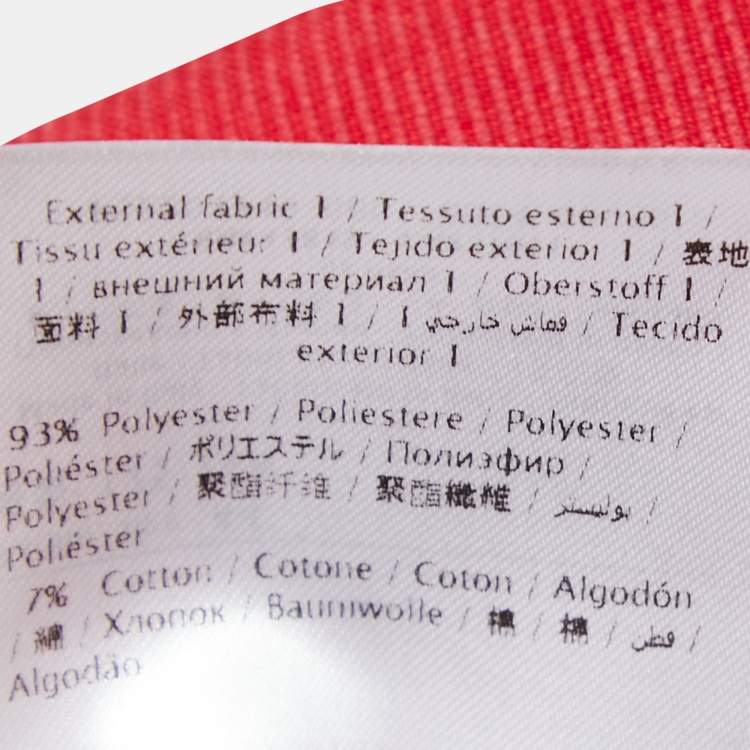 External fabric 1 / Tessuto esterno 1 /
Tissu extérieur 1 / Tejido exterior 1 / 表地
1 / внешний материал 1 / Oberstoff 1 /
面料 1 / 外部布料 1 / قماش خارجي 1 / Tecido
exterior 1
93% Polyester / Poliestere / Polyester /
Poliéster / ポリエステル / Полиэфир /
Polyester / 聚酯纤维 / 聚酯纖維 / بوليستر /
Poliéster
7% Cotton / Cotone / Coton / Algodón
/ 綿 / Хлопок / Baumwolle / 棉 / 棉 / قطن /
Algodão